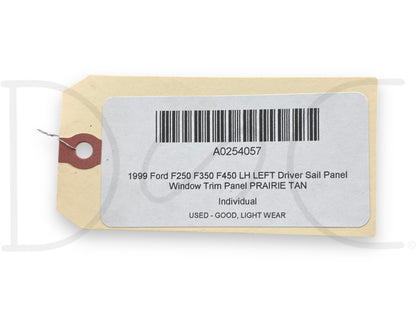 A0254057
1999 Ford F250 F350 F450 LH LEFT Driver Sail Panel
Window Trim Panel PRAIRIE TAN
Individual
USED - GOOD, LIGHT WEAR